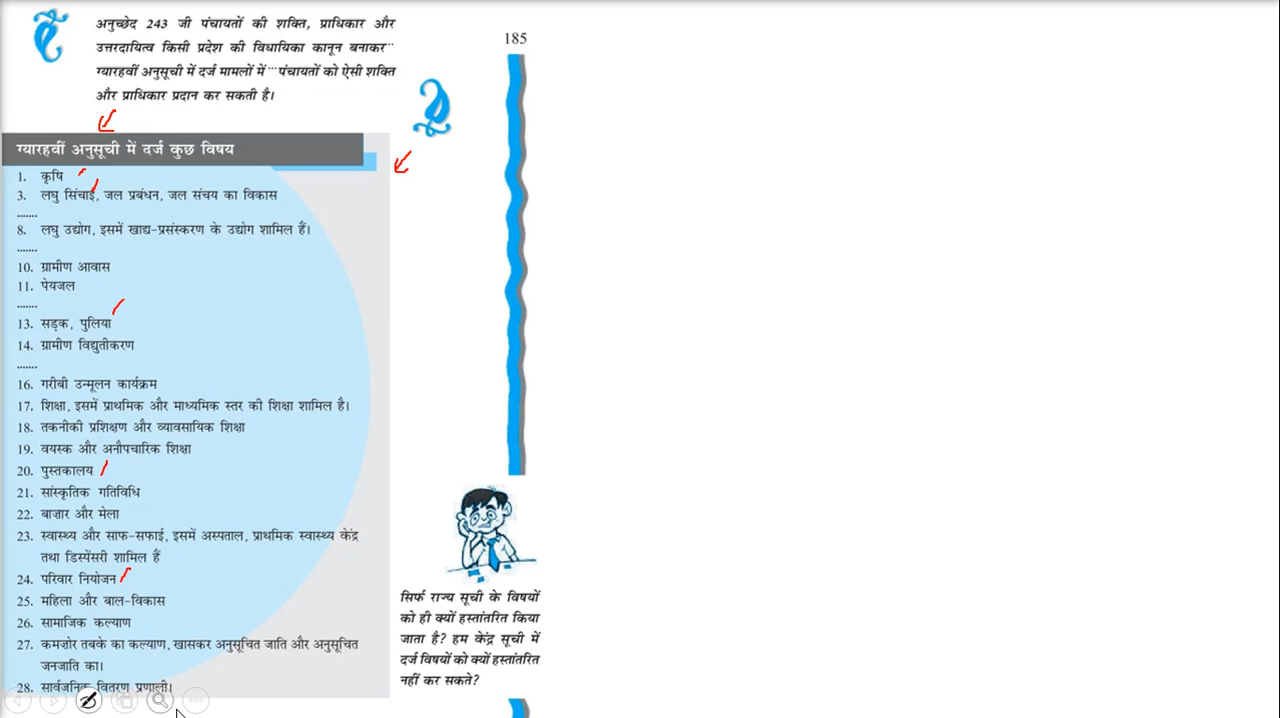 अनुच्छेद 243 जी पंचायतों की शक्ति, प्राधिकार और
उत्तरदायित्व किसी प्रदेश की विधायिका कानून बनाकर...
ग्यारहवीं अनुसूची में दर्ज मामलों में ...पंचायतों को ऐसी शक्ति
और प्राधिकार प्रदान कर सकती है।
185
ग्यारहवीं अनुसूची में दर्ज कुछ विषय
1. कृषि
3. लघु सिंचाई, जल प्रबंधन, जल संचय का विकास
.......
8. लघु उद्योग, इसमें खाद्य-प्रसंस्करण के उद्योग शामिल हैं।
.......
10. ग्रामीण आवास
11. पेयजल
.......
13. सड़क, पुलिया
14. ग्रामीण विद्युतीकरण
.......
16. गरीबी उन्मूलन कार्यक्रम
17. शिक्षा, इसमें प्राथमिक और माध्यमिक स्तर की शिक्षा शामिल है।
18. तकनीकी प्रशिक्षण और व्यावसायिक शिक्षा
19. वयस्क और अनौपचारिक शिक्षा
20. पुस्तकालय
21. सांस्कृतिक गतिविधि
22. बाज़ार और मेला
23. स्वास्थ्य और साफ-सफाई, इसमें अस्पताल, प्राथमिक स्वास्थ्य केंद्र
तथा डिस्पेंसरी शामिल हैं
24. परिवार नियोजन
25. महिला और बाल-विकास
26. सामाजिक कल्याण
27. कमज़ोर तबके का कल्याण, खासकर अनुसूचित जाति और अनुसूचित
जनजाति का।
28. सार्वजनिक वितरण प्रणाली।
सिर्फ राज्य सूची के विषयों
को ही क्यों हस्तांतरित किया
जाता है? हम केंद्र सूची में
दर्ज विषयों को क्यों हस्तांतरित
नहीं कर सकते?